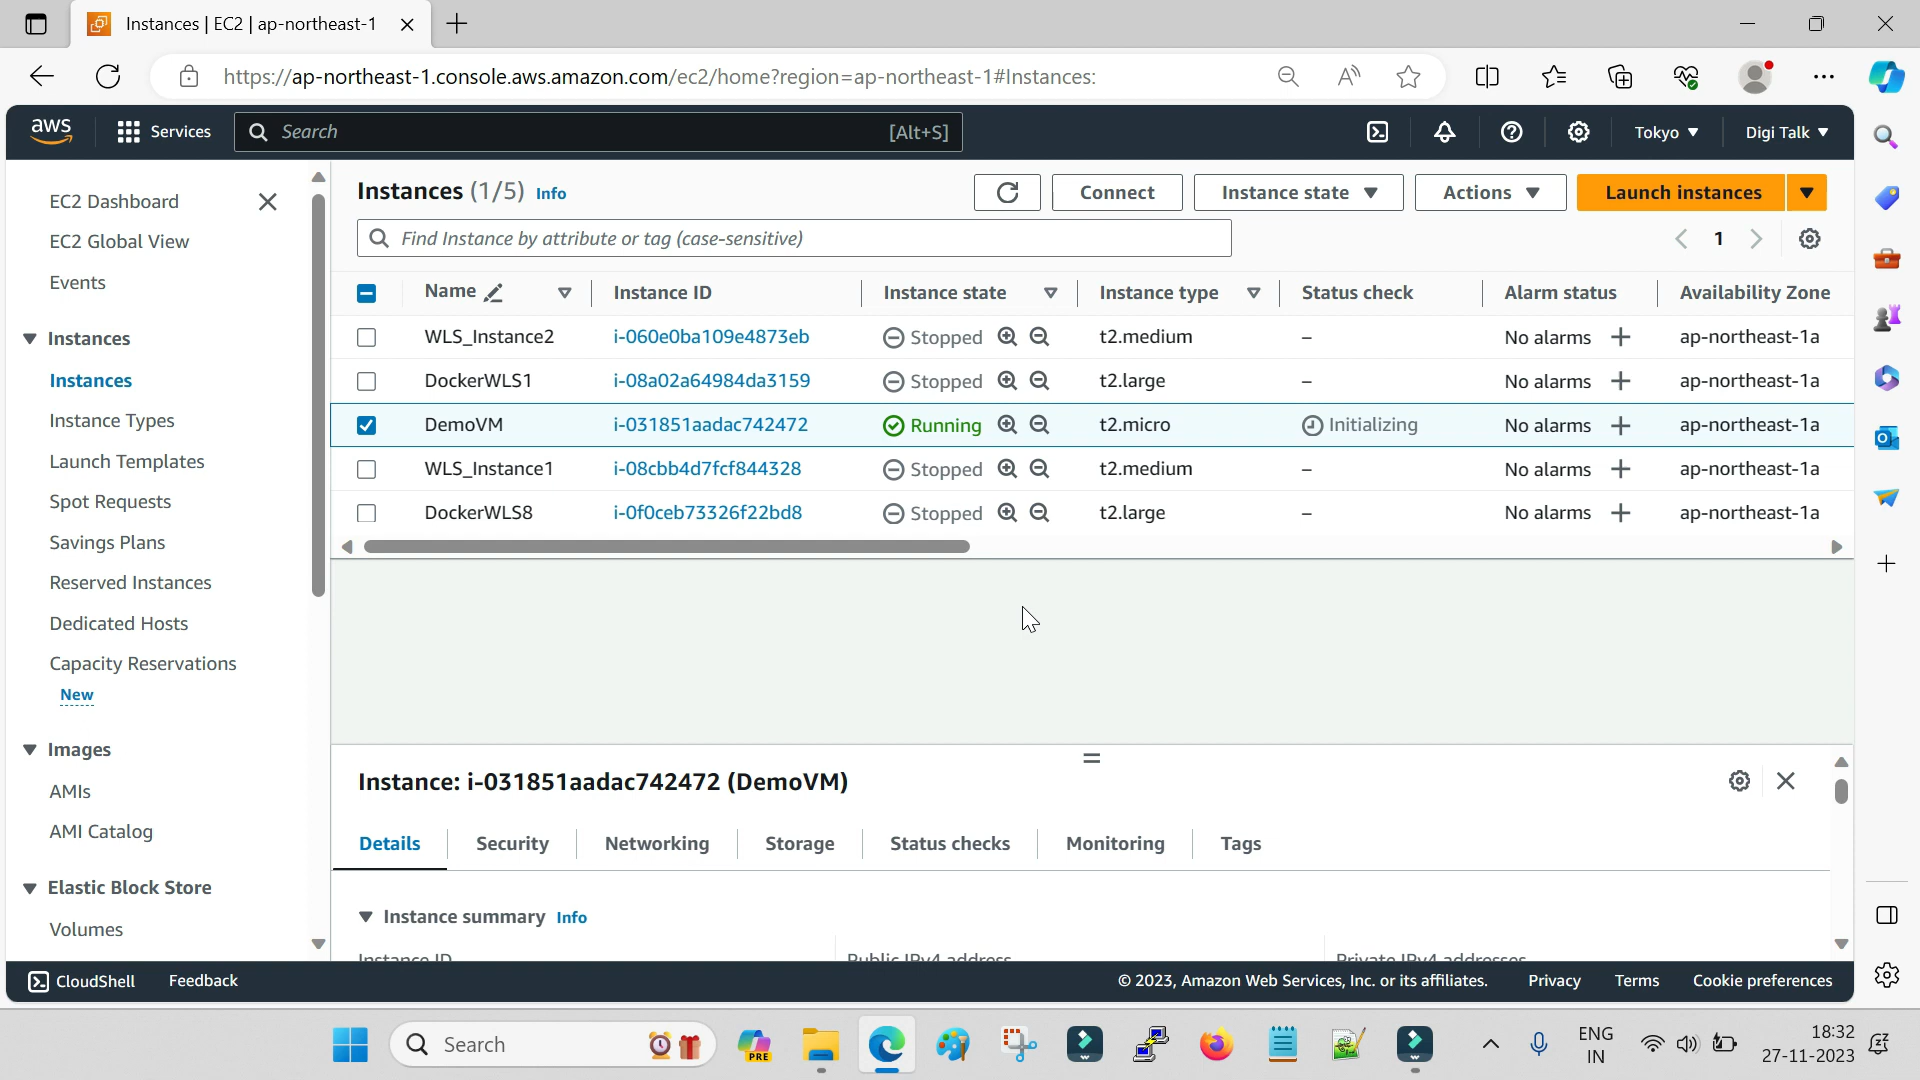 Instances | EC2 | ap-northeast-1
https://ap-northeast-1.console.aws.amazon.com/ec2/home?region=ap-northeast-1#Instances:
aws
Services
Search
[Alt+S]
Tokyo
Digi Talk
EC2 Dashboard
EC2 Global View
Events
Instances
Instances
Instance Types
Launch Templates
Spot Requests
Savings Plans
Reserved Instances
Dedicated Hosts
Capacity Reservations
New
Images
AMIs
AMI Catalog
Elastic Block Store
Volumes
Instances (1/5) Info
Connect
Instance state
Actions
Launch instances
Find Instance by attribute or tag (case-sensitive)
1
Name Instance ID Instance state Instance type Status check Alarm status Availability Zone
WLS_Instance2 i-060e0ba109e4873eb Stopped t2.medium – No alarms + ap-northeast-1a
DockerWLS1 i-08a02a64984da3159 Stopped t2.large – No alarms + ap-northeast-1a
DemoVM i-031851aadac742472 Running t2.micro Initializing No alarms + ap-northeast-1a
WLS_Instance1 i-08cbb4d7fcf844328 Stopped t2.medium – No alarms + ap-northeast-1a
DockerWLS8 i-0f0ceb73326f22bd8 Stopped t2.large – No alarms + ap-northeast-1a
Instance: i-031851aadac742472 (DemoVM)
Details Security Networking Storage Status checks Monitoring Tags
Instance summary Info
Instance ID Public IPv4 address Private IPv4 addresses
CloudShell Feedback © 2023, Amazon Web Services, Inc. or its affiliates. Privacy Terms Cookie preferences
Search
PRE
ENG
IN
18:32
27-11-2023